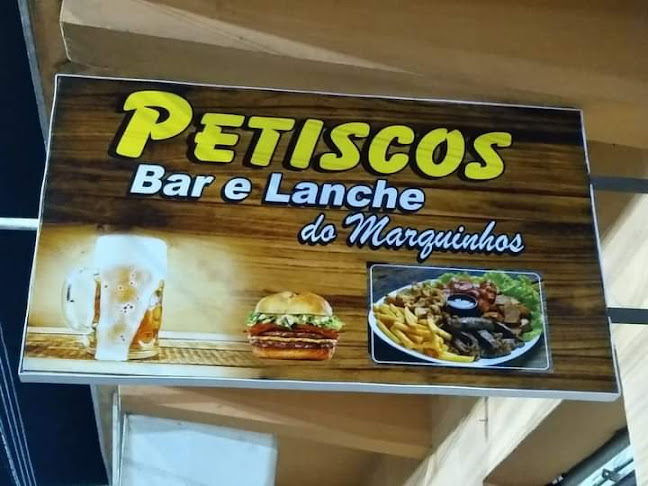 PETISCOS
Bar e Lanche
do Marquinhos